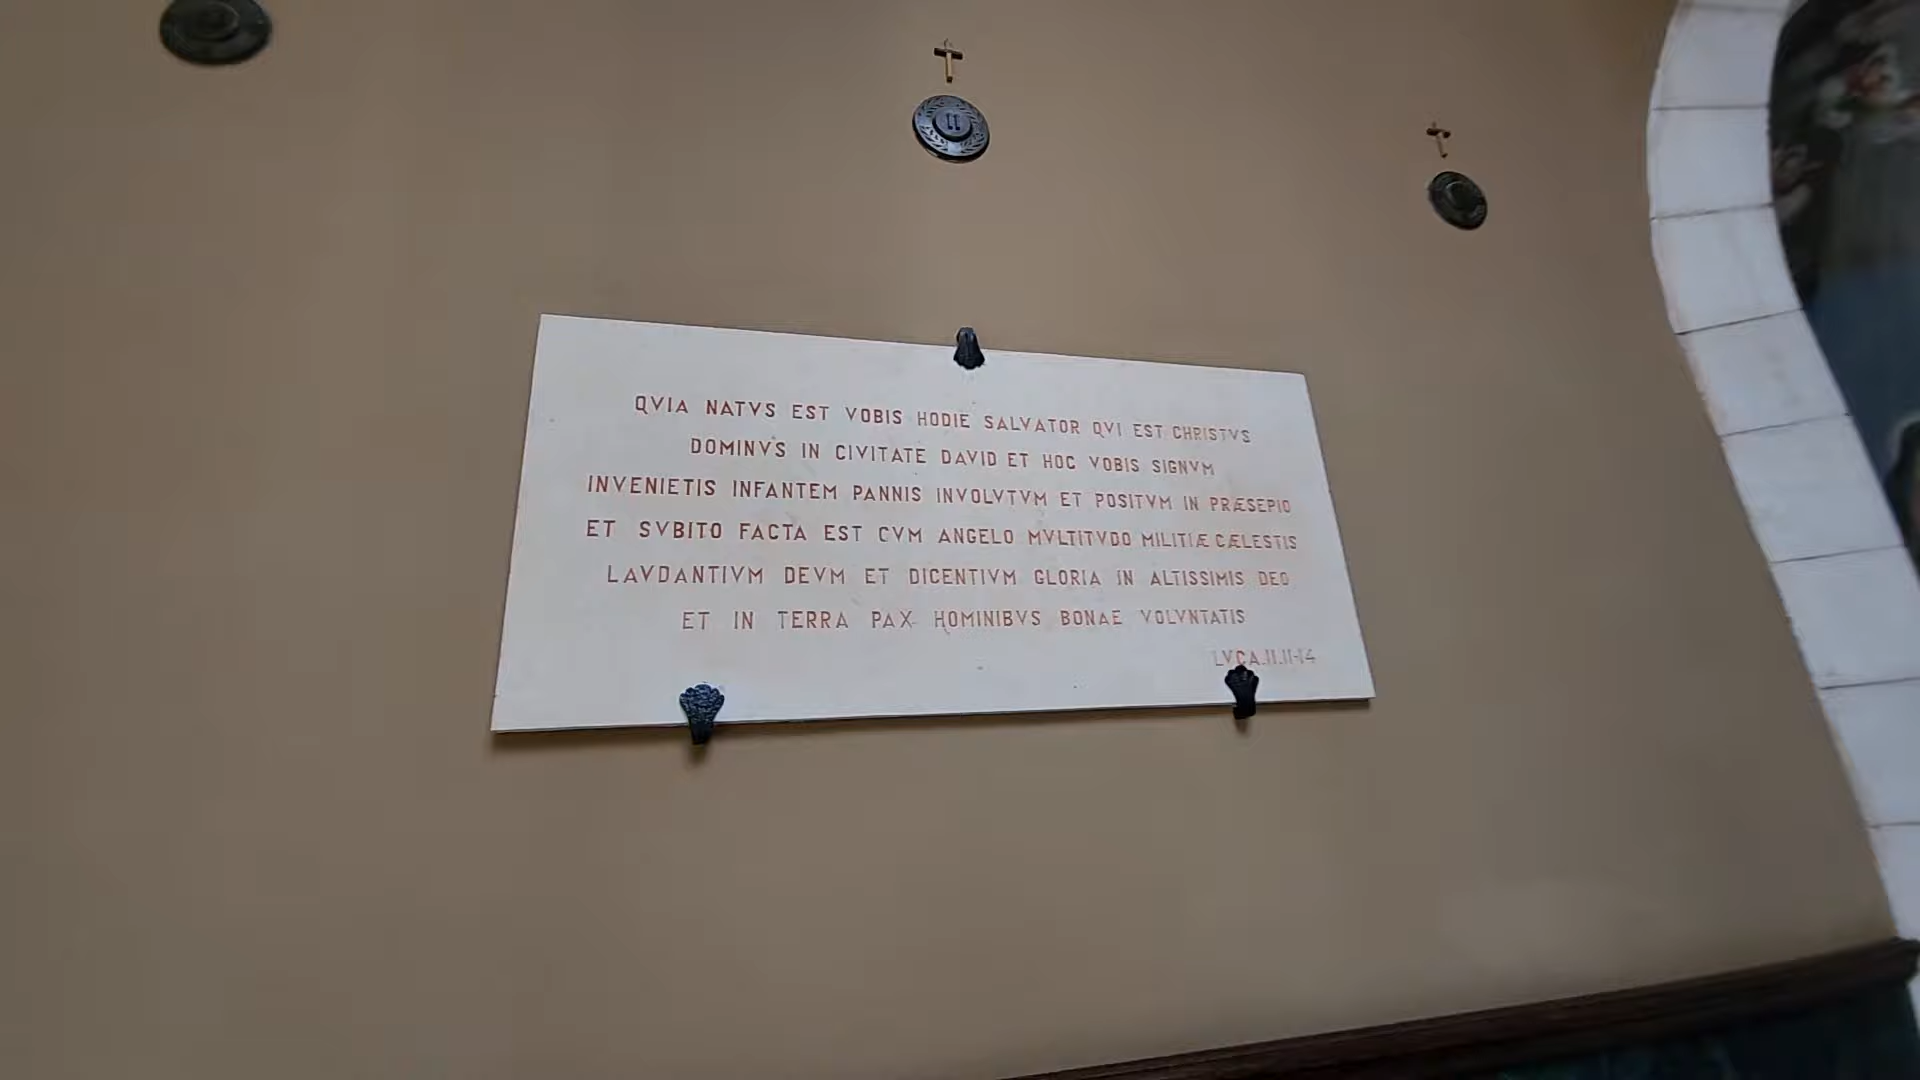 II
QVIA NATVS EST VOBIS HODIE SALVATOR QVI EST CHRISTVS
DOMINVS IN CIVITATE DAVID ET HOC VOBIS SIGNVM
INVENIETIS INFANTEM PANNIS INVOLVTVM ET POSITVM IN PRÆSEPIO
ET SVBITO FACTA EST CVM ANGELO MVLTITVDO MILITIÆ CÆLESTIS
LAVDANTIVM DEVM ET DICENTIVM GLORIA IN ALTISSIMIS DEO
ET IN TERRA PAX HOMINIBVS BONAE VOLVNTATIS
LVCA.II.II-14